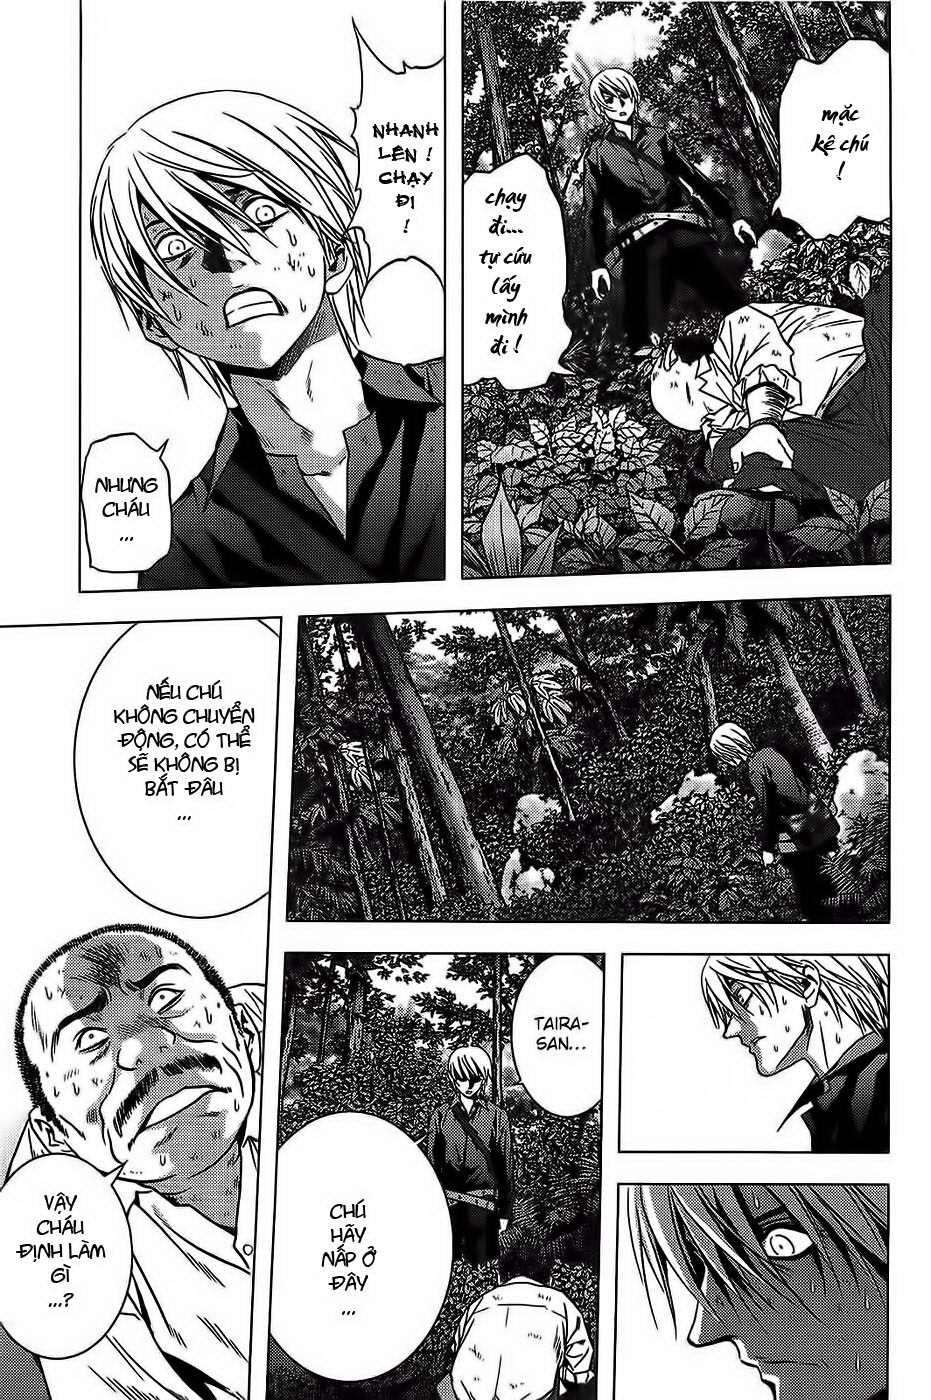 mặc
kệ chú
!
chạy
đi...
tự cứu
lấy
mình
đi !
NHANH
LÊN !
CHẠY
ĐI
!
NHƯNG
CHÁU
...
NẾU CHÚ
KHÔNG CHUYỂN
ĐỘNG, CÓ THỂ
SẼ KHÔNG BỊ
BẮT ĐÂU
...
TAIRA-
SAN...
CHÚ
HÃY
NẤP Ở
ĐÂY
...
VẬY
CHÁU
ĐỊNH LÀM
GÌ
...?